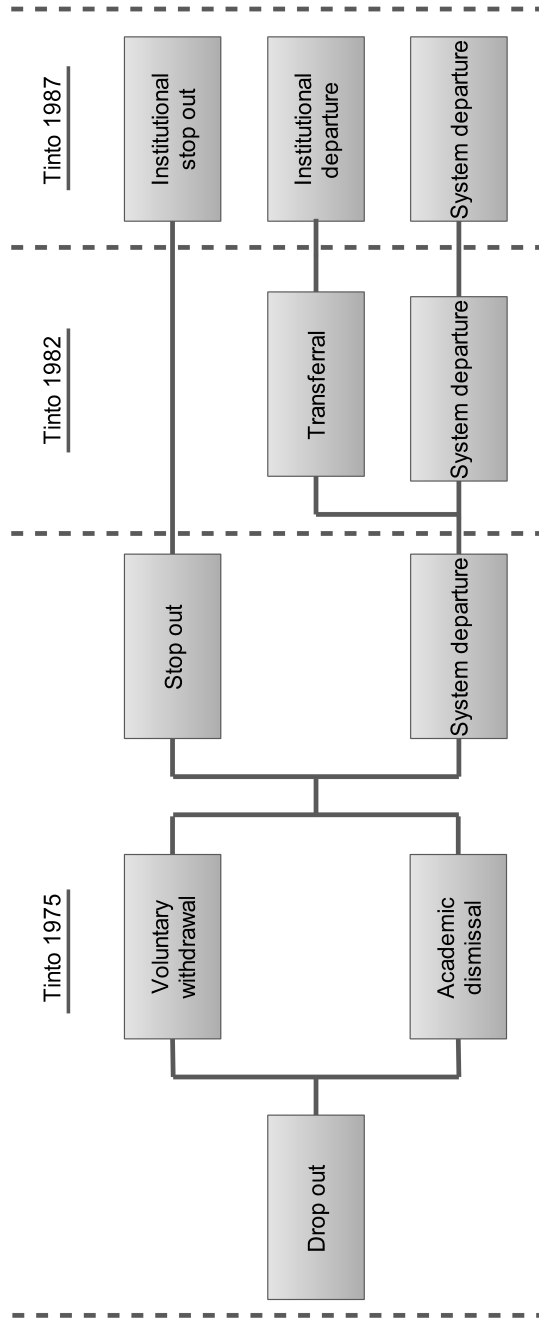 Tinto 1975
Tinto 1982
Tinto 1987
Drop out
Voluntary
withdrawal
Academic
dismissal
Stop out
System departure
Transferral
System departure
Institutional
stop out
Institutional
departure
System departure